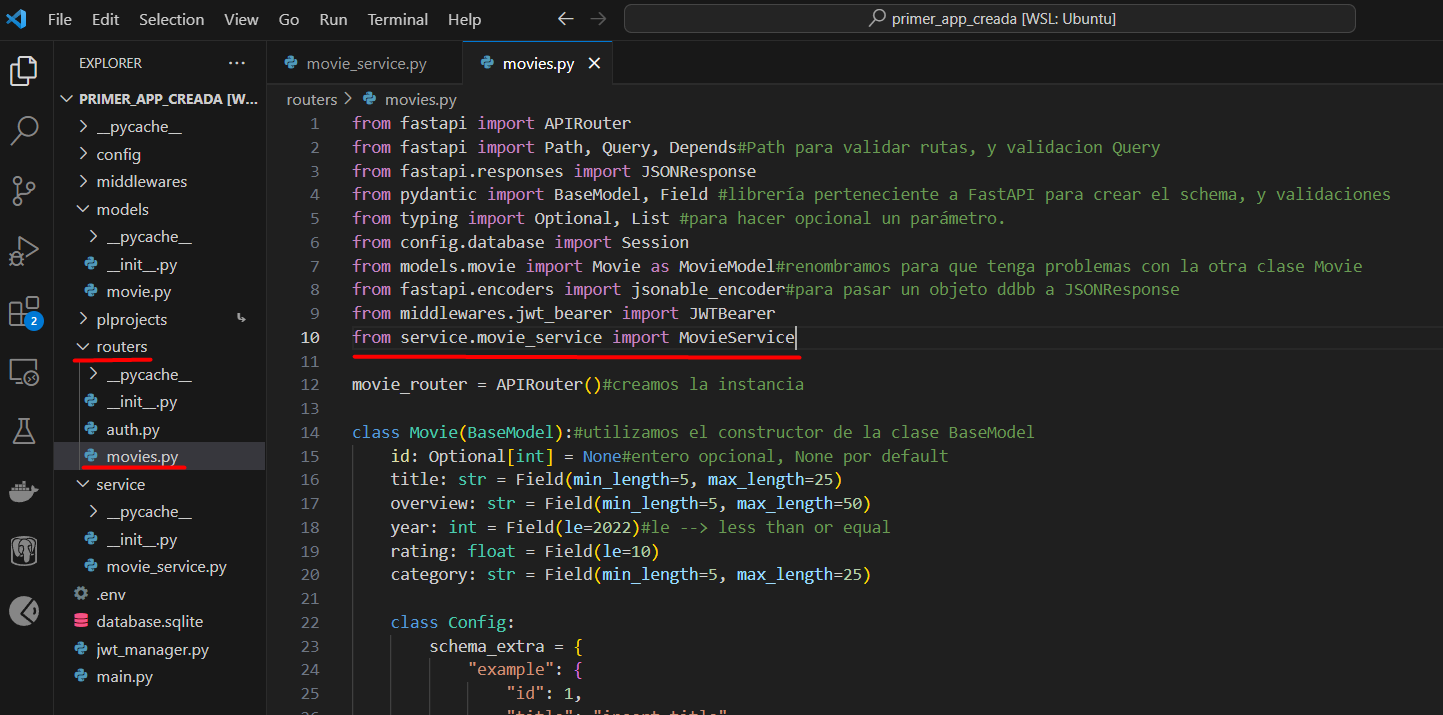 File Edit Selection View Go Run Terminal Help
primer_app_creada [WSL: Ubuntu]
EXPLORER
PRIMER_APP_CREADA [W...
__pycache__
config
middlewares
models
__pycache__
__init__.py
movie.py
plprojects
routers
__pycache__
__init__.py
auth.py
movies.py
service
__pycache__
__init__.py
movie_service.py
.env
database.sqlite
jwt_manager.py
main.py
2
movie_service.py movies.py
routers > movies.py
1 from fastapi import APIRouter
2 from fastapi import Path, Query, Depends#Path para validar rutas, y validacion Query
3 from fastapi.responses import JSONResponse
4 from pydantic import BaseModel, Field #librería perteneciente a FastAPI para crear el schema, y validaciones
5 from typing import Optional, List #para hacer opcional un parámetro.
6 from config.database import Session
7 from models.movie import Movie as MovieModel#renombramos para que tenga problemas con la otra clase Movie
8 from fastapi.encoders import jsonable_encoder#para pasar un objeto ddbb a JSONResponse
9 from middlewares.jwt_bearer import JWTBearer
10 from service.movie_service import MovieService
11
12 movie_router = APIRouter()#creamos la instancia
13
14 class Movie(BaseModel):#utilizamos el constructor de la clase BaseModel
15 id: Optional[int] = None#entero opcional, None por default
16 title: str = Field(min_length=5, max_length=25)
17 overview: str = Field(min_length=5, max_length=50)
18 year: int = Field(le=2022)#le --> less than or equal
19 rating: float = Field(le=10)
20 category: str = Field(min_length=5, max_length=25)
21
22 class Config:
23 schema_extra = {
24 "example": {
25 "id": 1,
26 "title": "insert title"